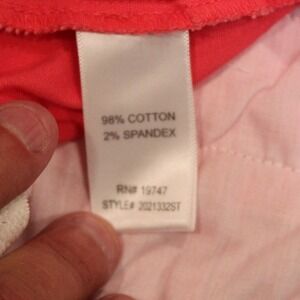 98% COTTON
2% SPANDEX
RN# 19747
STYLE# 2021332ST